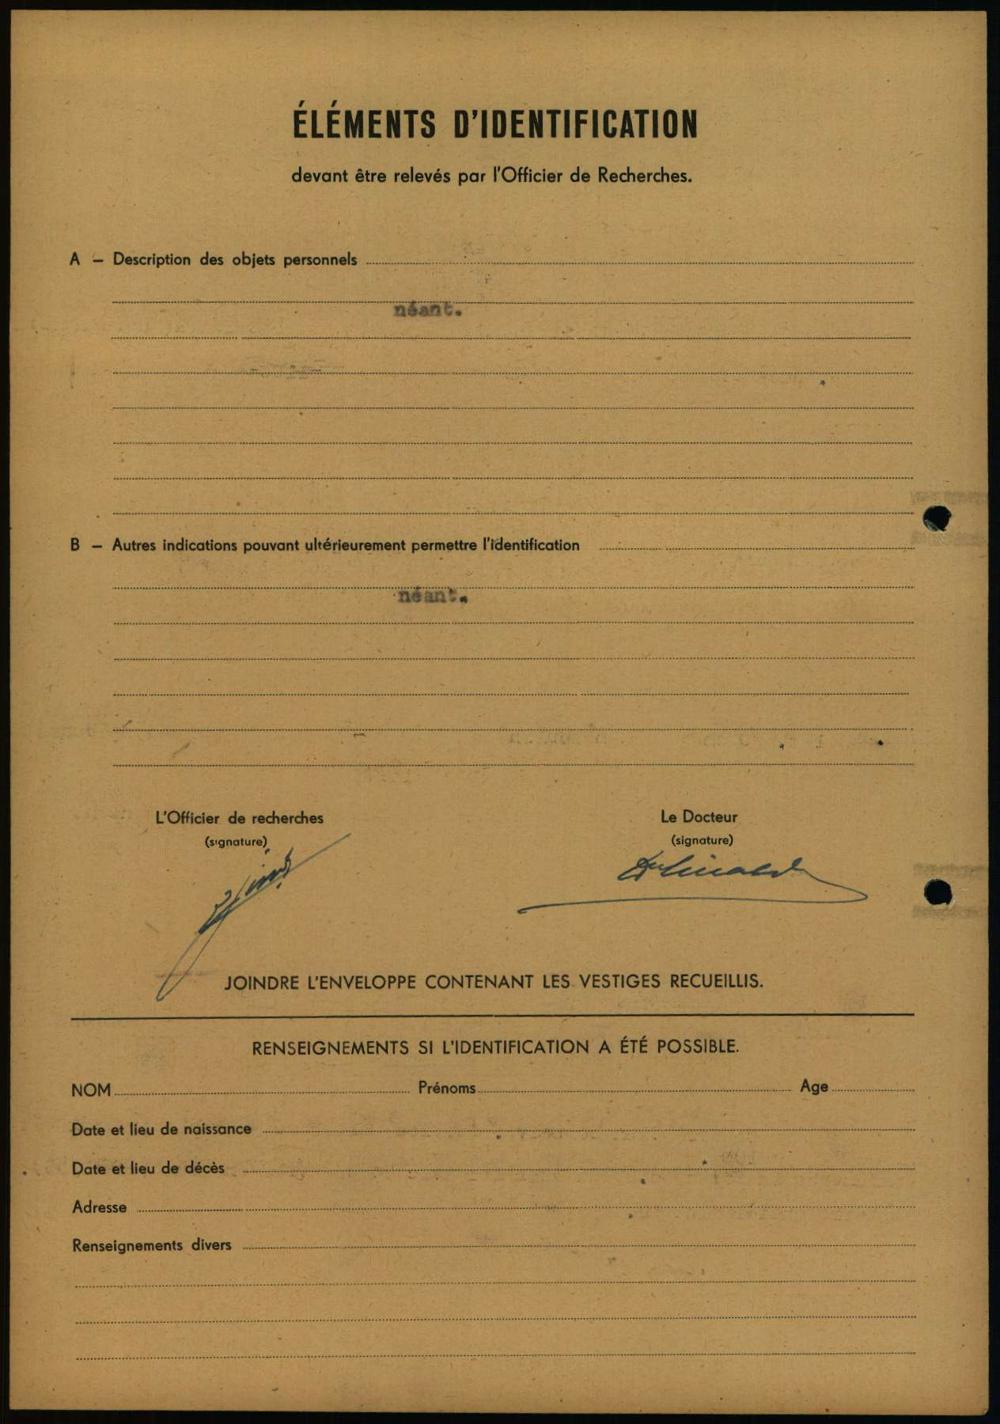 ÉLÉMENTS D'IDENTIFICATION
devant être relevés par l'Officier de Recherches.
A – Description des objets personnels
néant.
B – Autres indications pouvant ultérieurement permettre l'identification
néant.
L'Officier de recherches
(signature)
Le Docteur
(signature)
JOINDRE L'ENVELOPPE CONTENANT LES VESTIGES RECUEILLIS.
RENSEIGNEMENTS SI L'IDENTIFICATION A ÉTÉ POSSIBLE.
NOM Prénoms Age
Date et lieu de naissance
Date et lieu de décès
Adresse
Renseignements divers